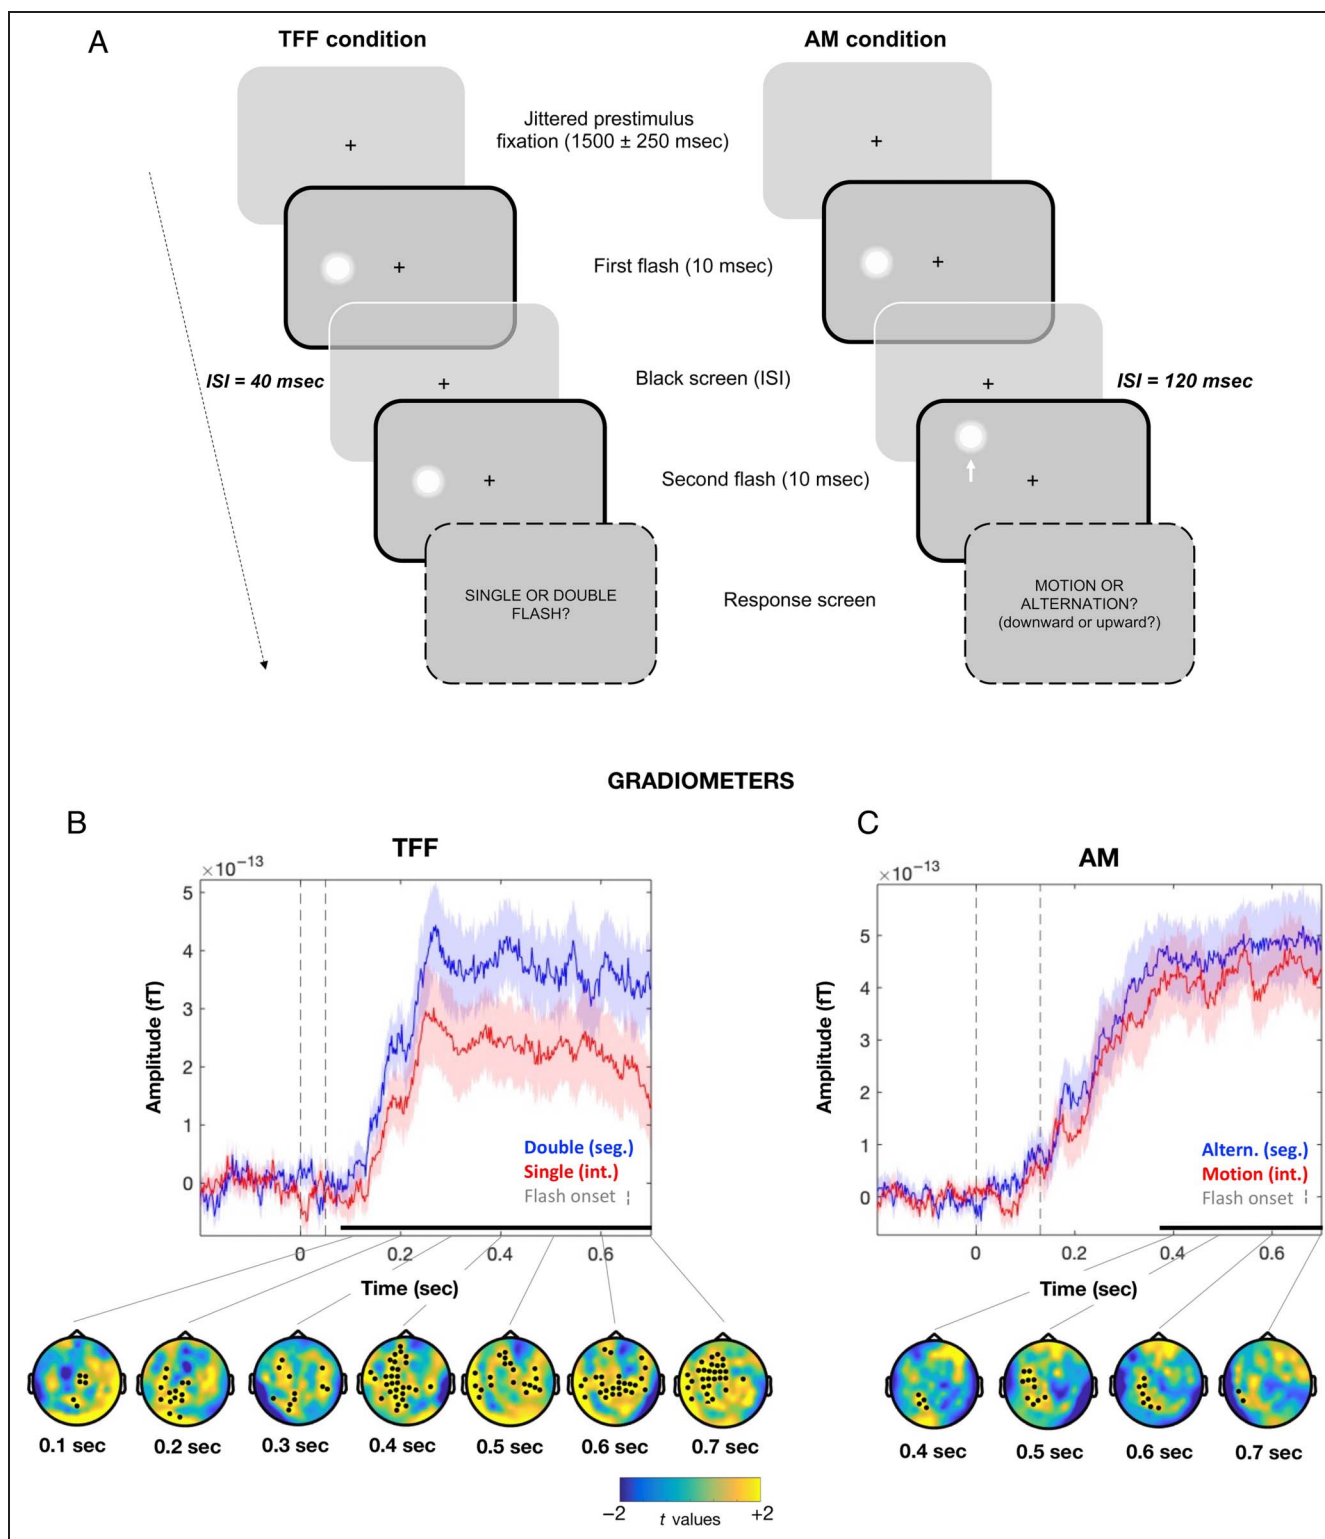 A
TFF condition
AM condition
Jittered prestimulus
fixation (1500 ± 250 msec)
First flash (10 msec)
ISI = 40 msec
Black screen (ISI)
ISI = 120 msec
Second flash (10 msec)
SINGLE OR DOUBLE
FLASH?
Response screen
MOTION OR
ALTERNATION?
(downward or upward?)
GRADIOMETERS
B
TFF
×10−13
5
4
3
2
1
0
Amplitude (fT)
Double (seg.)
Single (int.)
Flash onset
0
0.2
0.4
0.6
Time (sec)
0.1 sec
0.2 sec
0.3 sec
0.4 sec
0.5 sec
0.6 sec
0.7 sec
C
AM
×10−13
5
4
3
2
1
0
Amplitude (fT)
Altern. (seg.)
Motion (int.)
Flash onset
0
0.2
0.4
0.6
Time (sec)
0.4 sec
0.5 sec
0.6 sec
0.7 sec
−2
+2
t values